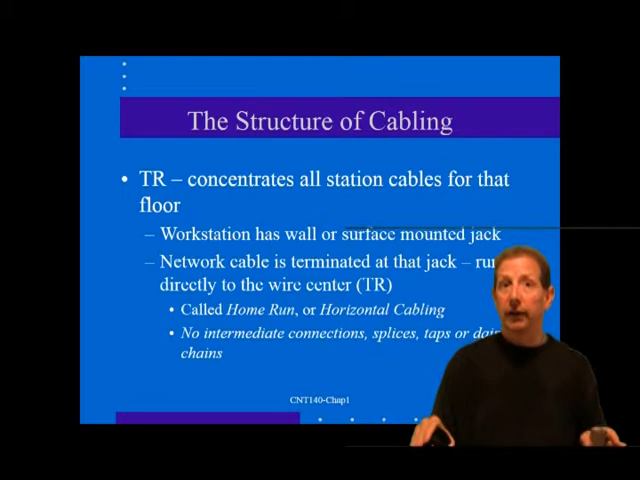 The Structure of Cabling
• TR – concentrates all station cables for that
floor
– Workstation has wall or surface mounted jack
– Network cable is terminated at that jack – run
directly to the wire center (TR)
• Called Home Run, or Horizontal Cabling
• No intermediate connections, splices, taps or
chains
CNT140-Chap1